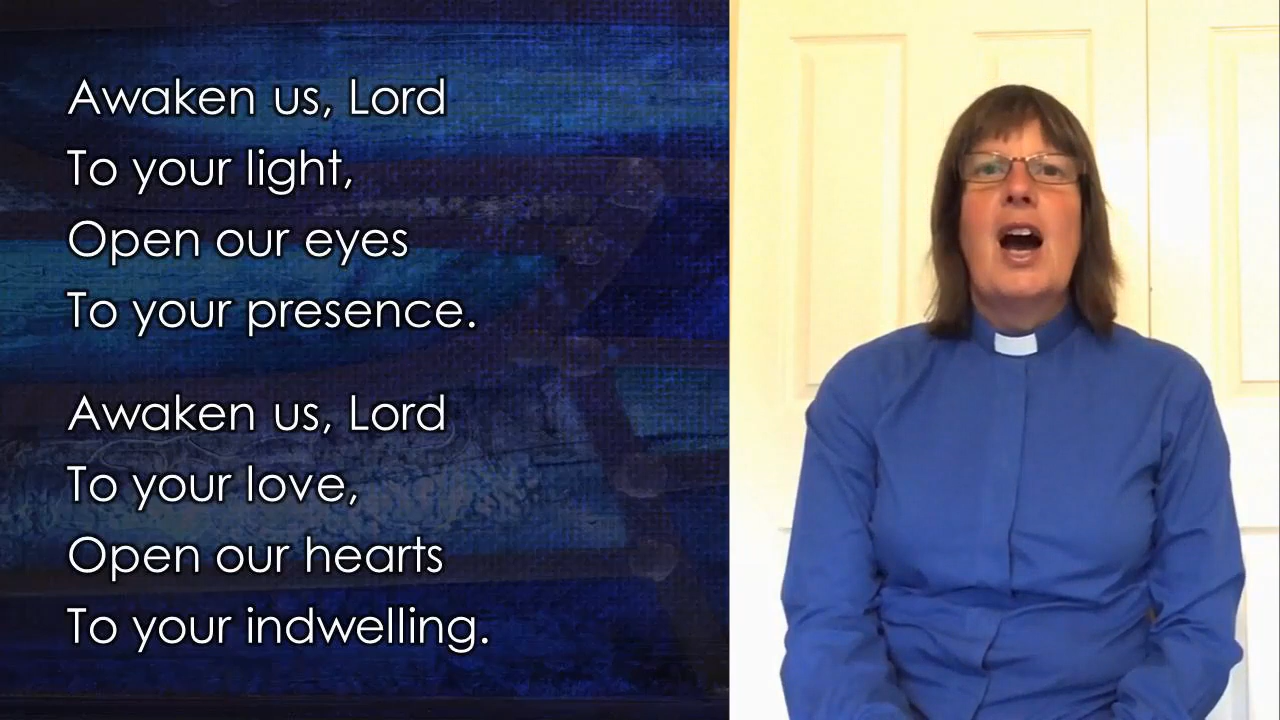 Awaken us, Lord
To your light,
Open our eyes
To your presence.
Awaken us, Lord
To your love,
Open our hearts
To your indwelling.